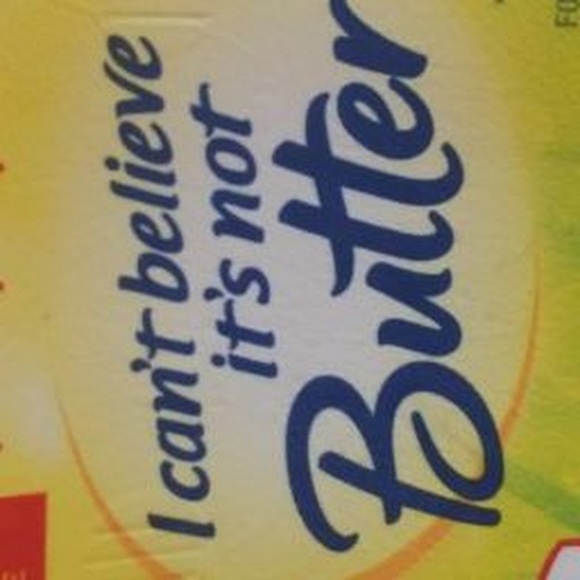 I can't believe
it's not
Butter